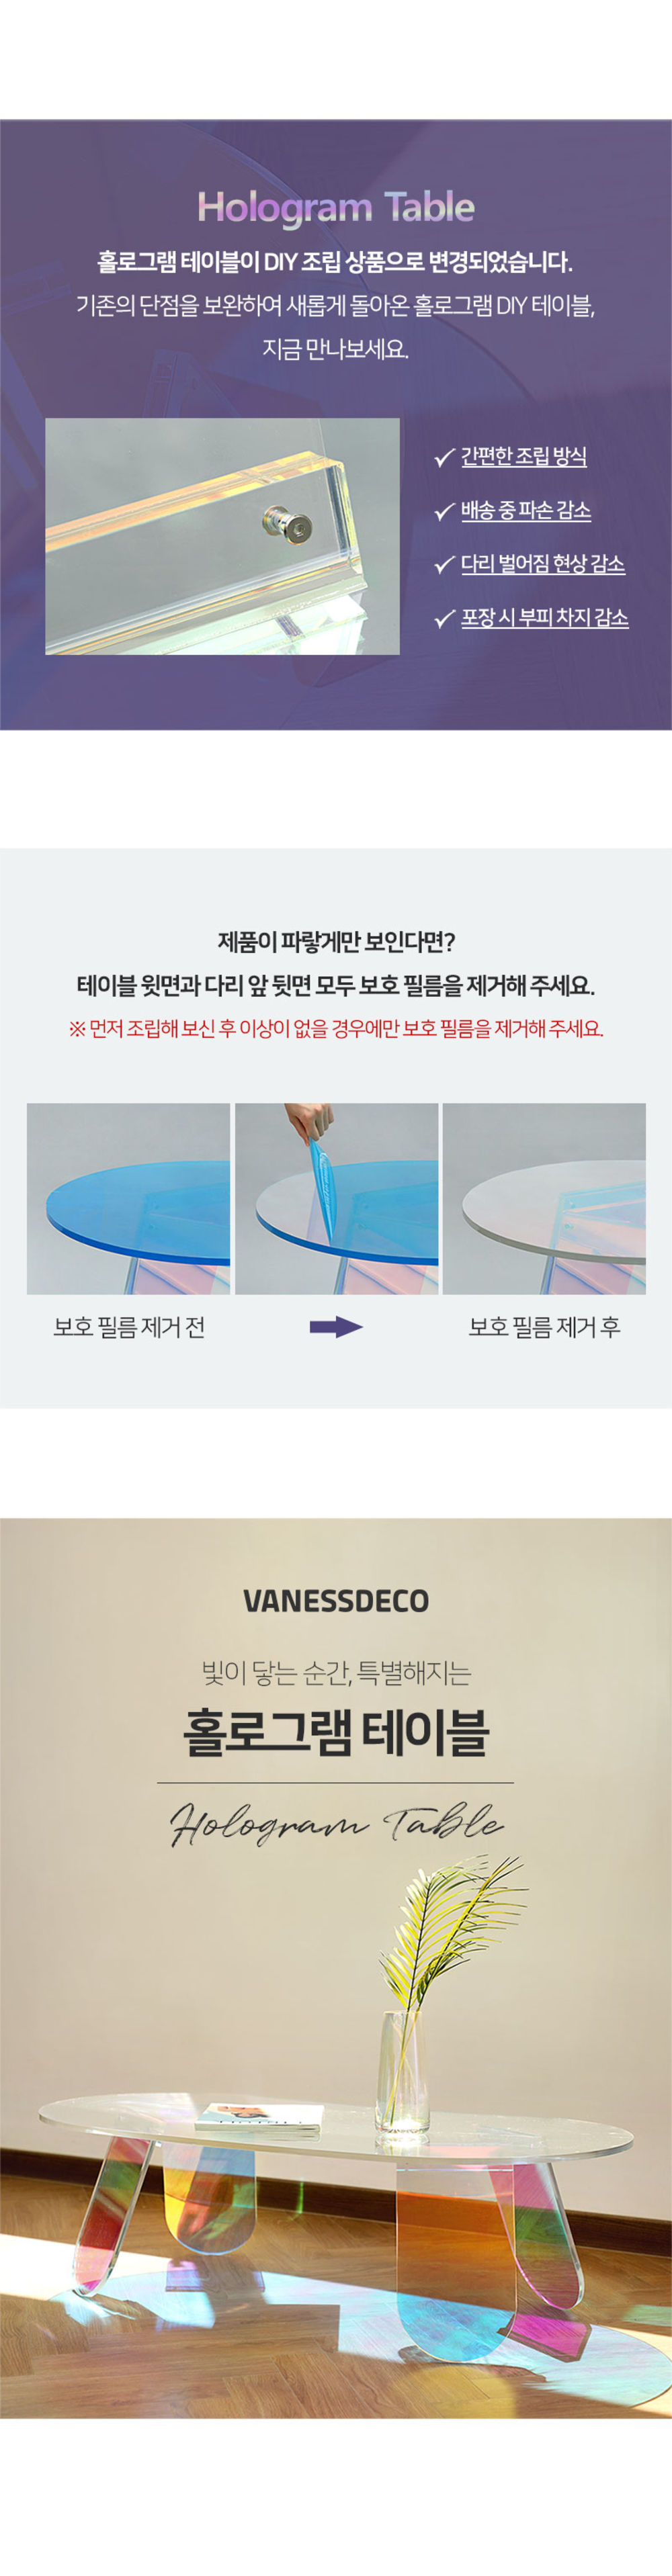 Hologram Table
홀로그램 테이블이 DIY 조립 상품으로 변경되었습니다.
기존의 단점을 보완하여 새롭게 돌아온 홀로그램 DIY 테이블,
지금 만나보세요.
✓ 간편한 조립 방식
✓ 배송 중 파손 감소
✓ 다리 벌어짐 현상 감소
✓ 포장 시 부피 차지 감소
제품이 파랗게만 보인다면?
테이블 윗면과 다리 앞 뒷면 모두 보호 필름을 제거해 주세요.
※ 먼저 조립해 보신 후 이상이 없을 경우에만 보호 필름을 제거해 주세요.
보호 필름 제거 전
보호 필름 제거 후
VANESSDECO
빛이 닿는 순간, 특별해지는
홀로그램 테이블
Hologram Table